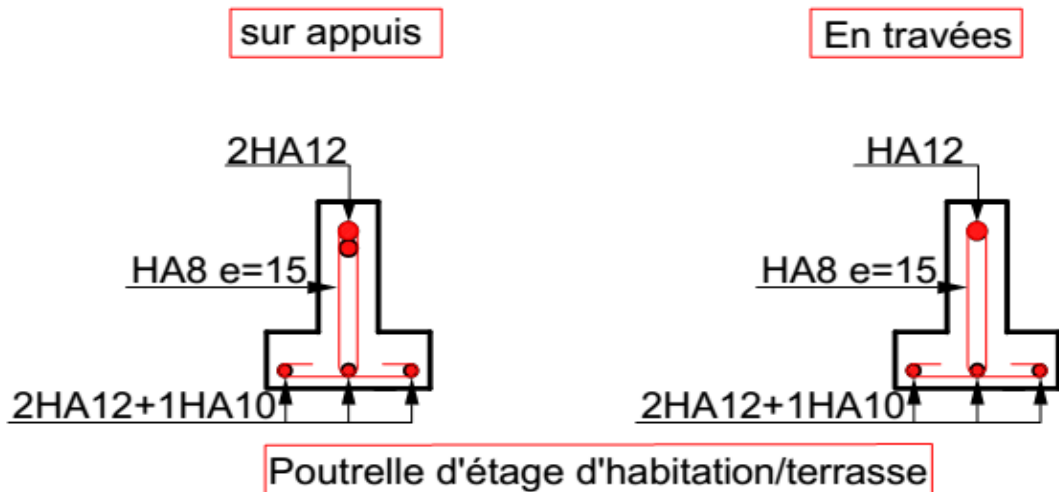 sur appuis
En travées
2HA12
HA12
HA8 e=15
HA8 e=15
2HA12+1HA10
2HA12+1HA10
Poutrelle d'étage d'habitation/terrasse